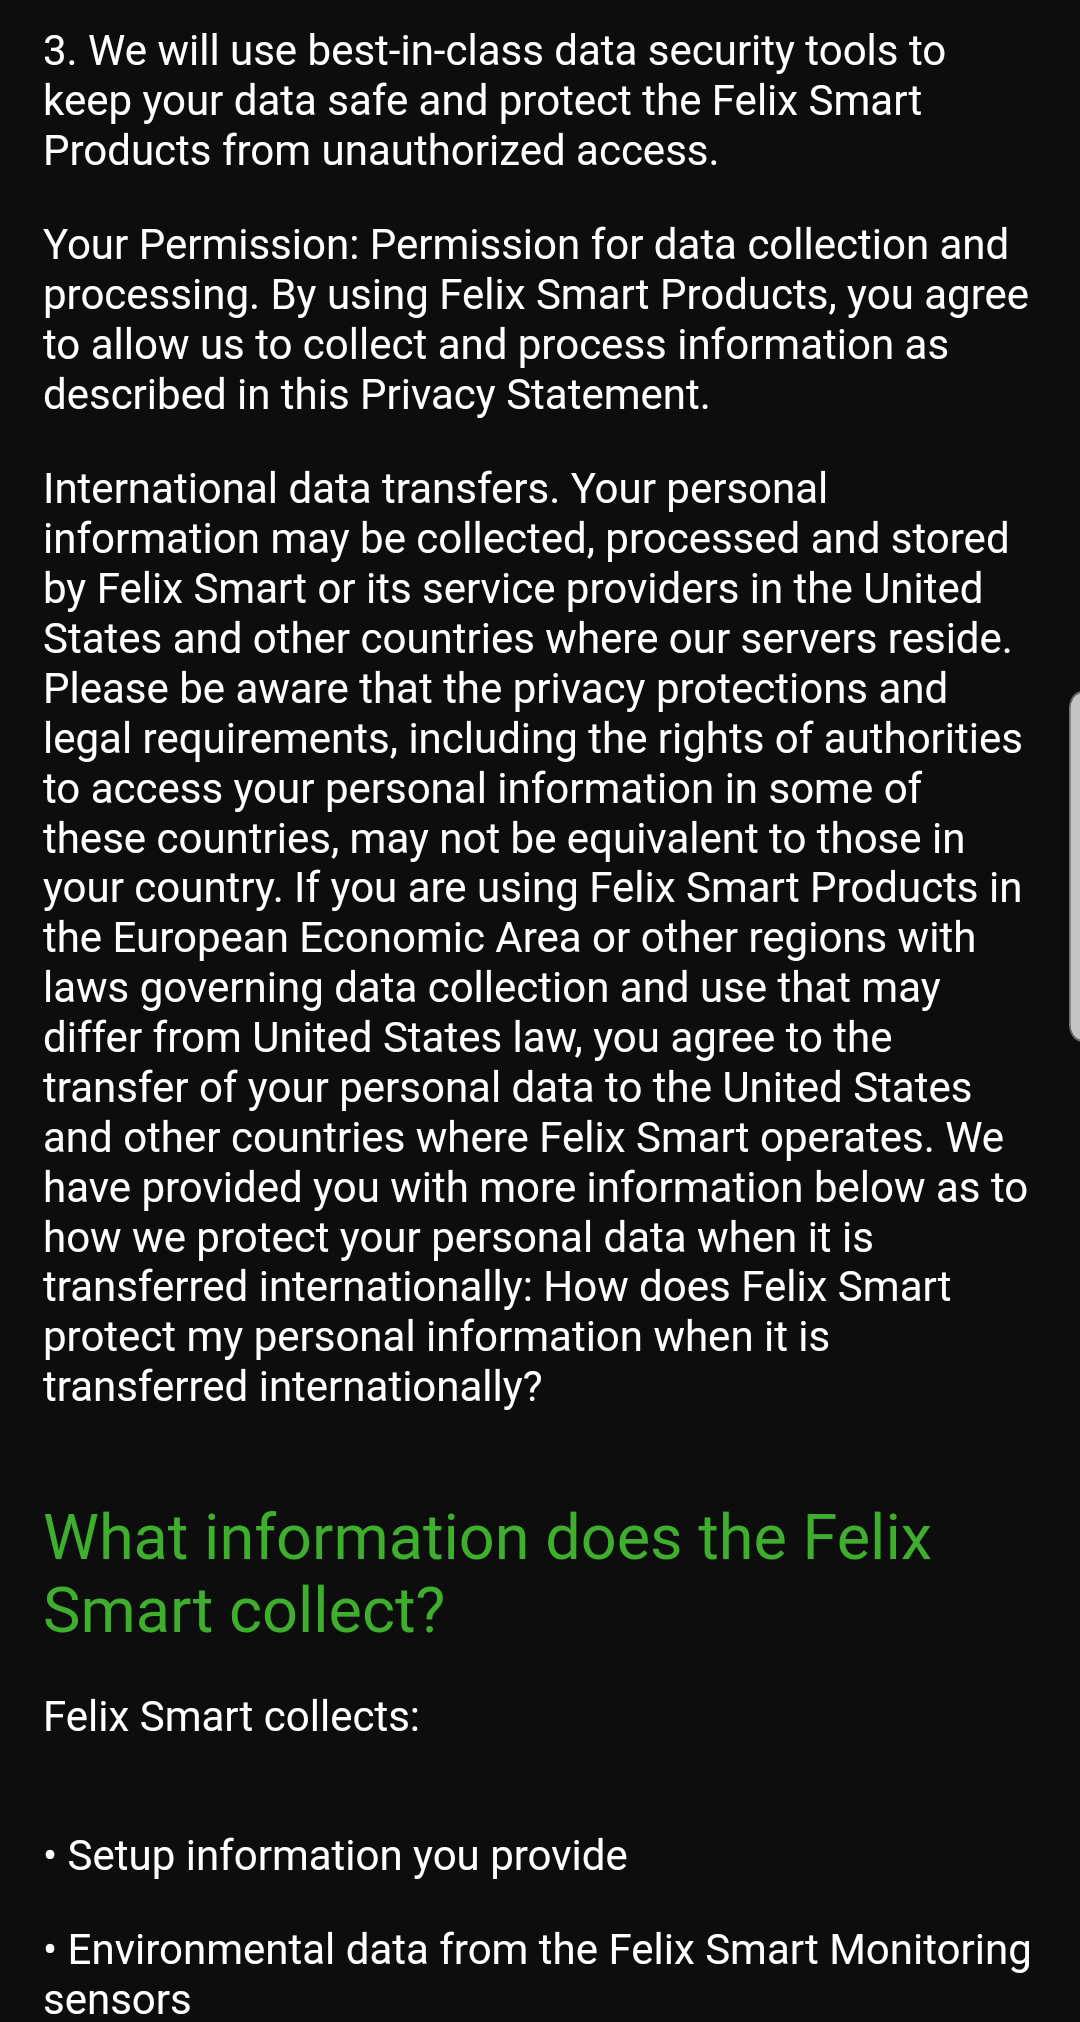 3. We will use best-in-class data security tools to
keep your data safe and protect the Felix Smart
Products from unauthorized access.
Your Permission: Permission for data collection and
processing. By using Felix Smart Products, you agree
to allow us to collect and process information as
described in this Privacy Statement.
International data transfers. Your personal
information may be collected, processed and stored
by Felix Smart or its service providers in the United
States and other countries where our servers reside.
Please be aware that the privacy protections and
legal requirements, including the rights of authorities
to access your personal information in some of
these countries, may not be equivalent to those in
your country. If you are using Felix Smart Products in
the European Economic Area or other regions with
laws governing data collection and use that may
differ from United States law, you agree to the
transfer of your personal data to the United States
and other countries where Felix Smart operates. We
have provided you with more information below as to
how we protect your personal data when it is
transferred internationally: How does Felix Smart
protect my personal information when it is
transferred internationally?
What information does the Felix
Smart collect?
Felix Smart collects:
• Setup information you provide
• Environmental data from the Felix Smart Monitoring
sensors